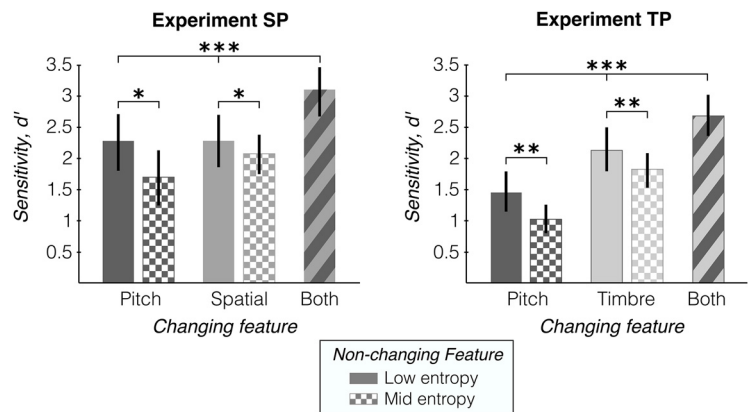 Experiment SP
Sensitivity, d'
3.5
3
2.5
2
1.5
1
0.5
***
*
*
Pitch
Spatial
Both
Changing feature
Experiment TP
Sensitivity, d'
3.5
3
2.5
2
1.5
1
0.5
***
**
**
Pitch
Timbre
Both
Changing feature
Non-changing Feature
Low entropy
Mid entropy